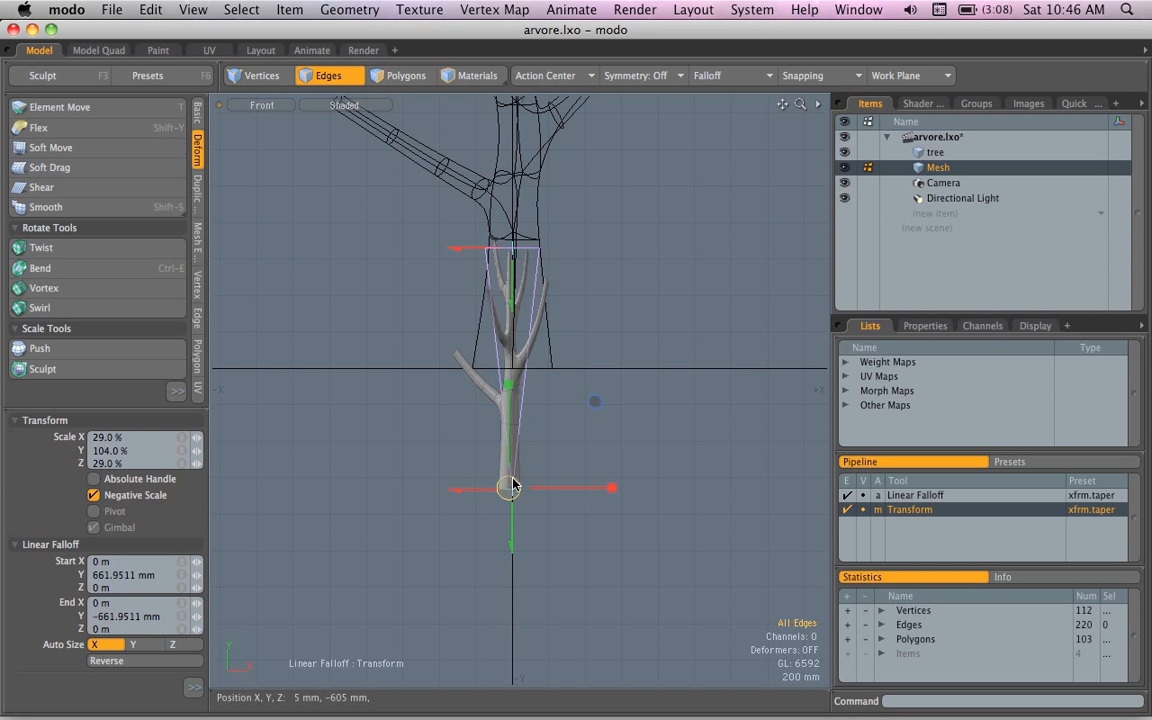 modo File Edit View Select Item Geometry Texture Vertex Map Animate Render Layout System Help Window (3:08) Sat 10:46 AM
arvore.lxo – modo
Model Model Quad Paint UV Layout Animate Render +
Sculpt F3 Presets F6 Vertices Edges Polygons Materials Action Center Symmetry: Off Falloff Snapping Work Plane
Element Move T
Flex Shift-Y
Soft Move
Soft Drag
Shear
Smooth Shift-S
Rotate Tools
Twist
Bend Ctrl-E
Vortex
Swirl
Scale Tools
Push
Sculpt
>>
Basic
Deform
Duplic...
Mesh E...
Vertex
Edge
Polygon
UV
Transform
Scale X 29.0 %
Y 104.0 %
Z 29.0 %
Absolute Handle
Negative Scale
Pivot
Gimbal
Linear Falloff
Start X 0 m
Y 661.9511 mm
Z 0 m
End X 0 m
Y -661.9511 mm
Z 0 m
Auto Size X Y Z
Reverse
>>
Front Shaded
-X +X
-Y
Y
Linear Falloff : Transform
All Edges
Channels: 0
Deformers: OFF
GL: 6592
200 mm
Position X, Y, Z: 5 mm, -605 mm,
Items Shader ... Groups Images Quick ... +
Name
arvore.lxo*
tree
Mesh
Camera
Directional Light
(new item)
(new scene)
Lists Properties Channels Display +
Name Type
Weight Maps
UV Maps
Morph Maps
Other Maps
Pipeline Presets
E V A Tool Preset
a Linear Falloff xfrm.taper
m Transform xfrm.taper
Statistics Info
+ – Name Num Sel
+ – Vertices 112 ...
+ – Edges 220 0
+ – Polygons 103 ...
+ – Items 4 ...
Command